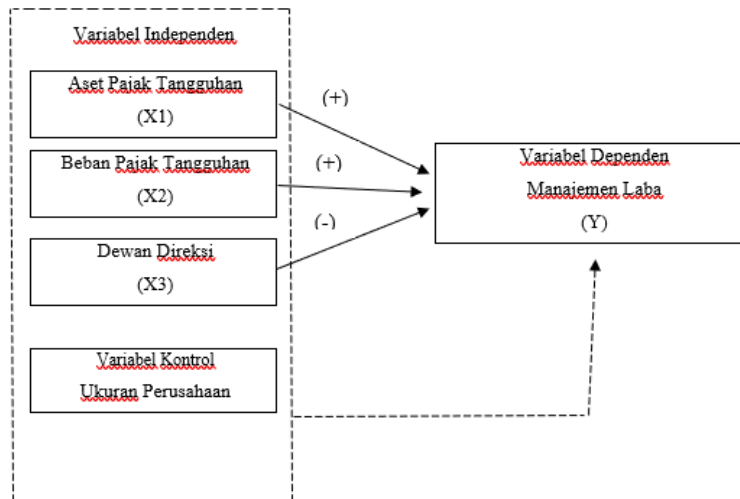 Variabel Independen
Aset Pajak Tangguhan
(X1)
(+)
Beban Pajak Tangguhan
(X2)
(+)
Dewan Direksi
(X3)
(-)
Variabel Kontrol
Ukuran Perusahaan
Variabel Dependen
Manajemen Laba
(Y)